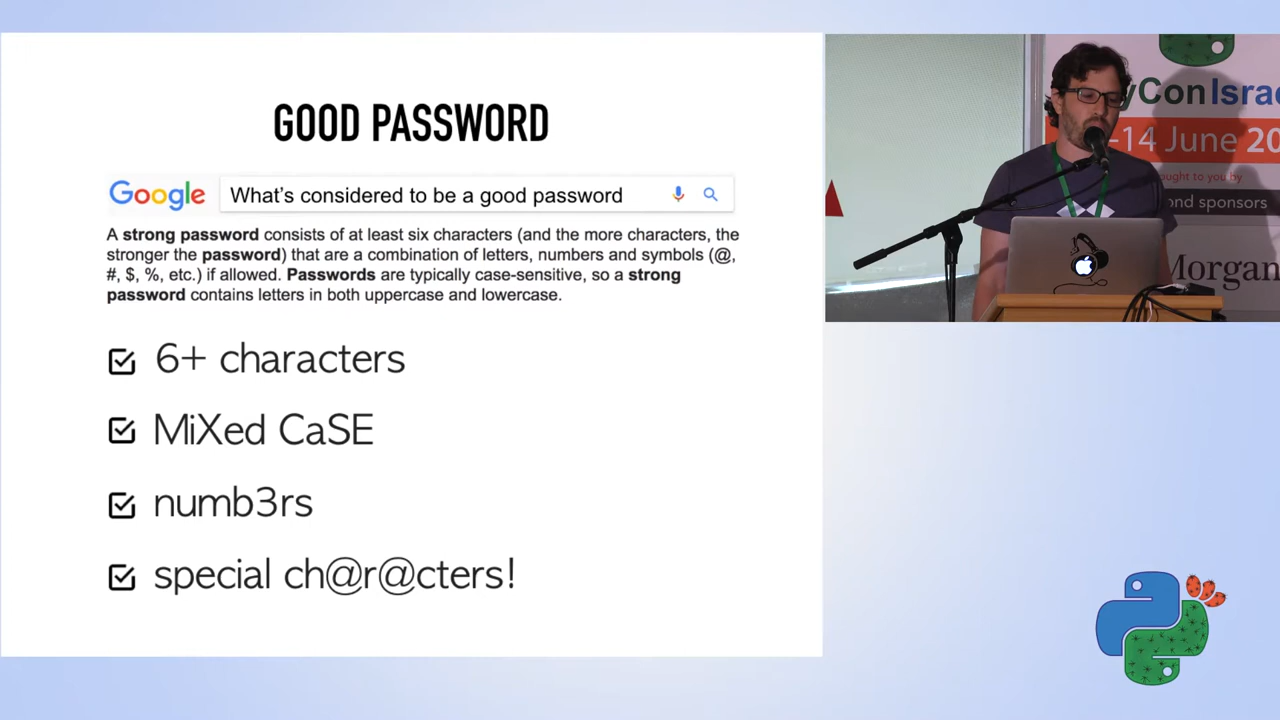 GOOD PASSWORD
Google
What's considered to be a good password
A strong password consists of at least six characters (and the more characters, the
stronger the password) that are a combination of letters, numbers and symbols (@,
#, $, %, etc.) if allowed. Passwords are typically case-sensitive, so a strong
password contains letters in both uppercase and lowercase.
6+ characters
MiXed CaSE
numb3rs
special ch@r@cters!
yCon Israe
-14 June 20
ought to you by
ond sponsors
Morgan